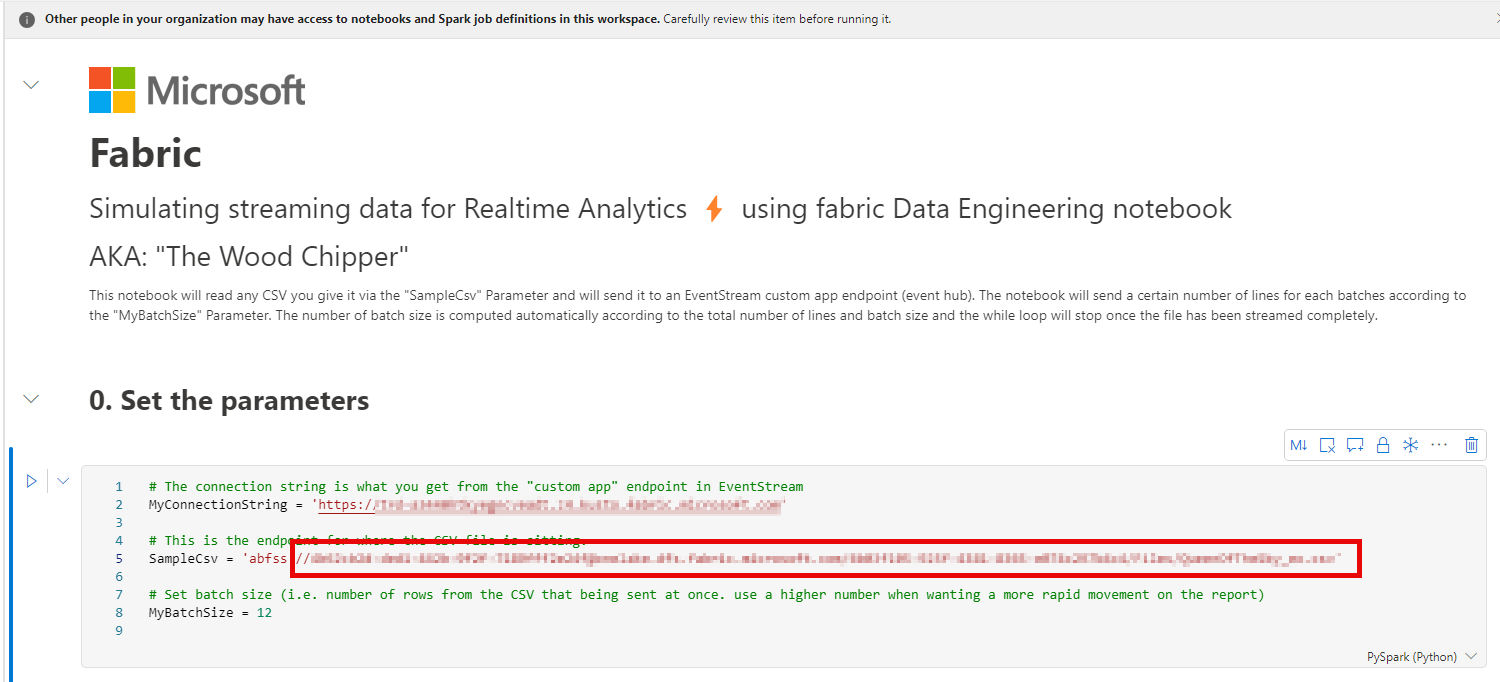 Other people in your organization may have access to notebooks and Spark job definitions in this workspace. Carefully review this item before running it.
Microsoft
Fabric
Simulating streaming data for Realtime Analytics ⚡ using fabric Data Engineering notebook
AKA: "The Wood Chipper"
This notebook will read any CSV you give it via the "SampleCsv" Parameter and will send it to an EventStream custom app endpoint (event hub). The notebook will send a certain number of lines for each batches according to
the "MyBatchSize" Parameter. The number of batch size is computed automatically according to the total number of lines and batch size and the while loop will stop once the file has been streamed completely.
0. Set the parameters
M↓
1 # The connection string is what you get from the "custom app" endpoint in EventStream
2 MyConnectionString = 'https:/
3
4 # This is the endpoint for where the CSV file is sitting.
5 SampleCsv = 'abfss://
6
7 # Set batch size (i.e. number of rows from the CSV that being sent at once. use a higher number when wanting a more rapid movement on the report)
8 MyBatchSize = 12
9
PySpark (Python)